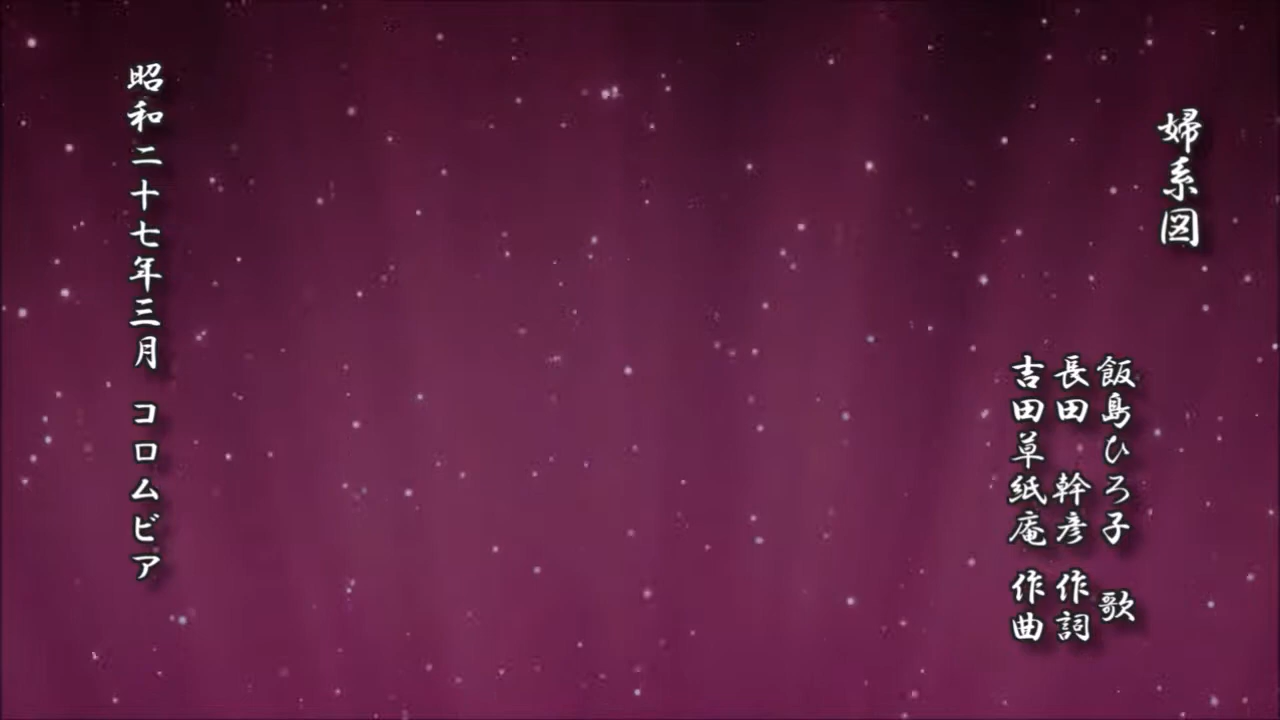 婦系図
飯島ひろ子 歌
長田 幹彦 作詞
吉田草紙庵 作曲
昭和二十七年三月 コロムビア